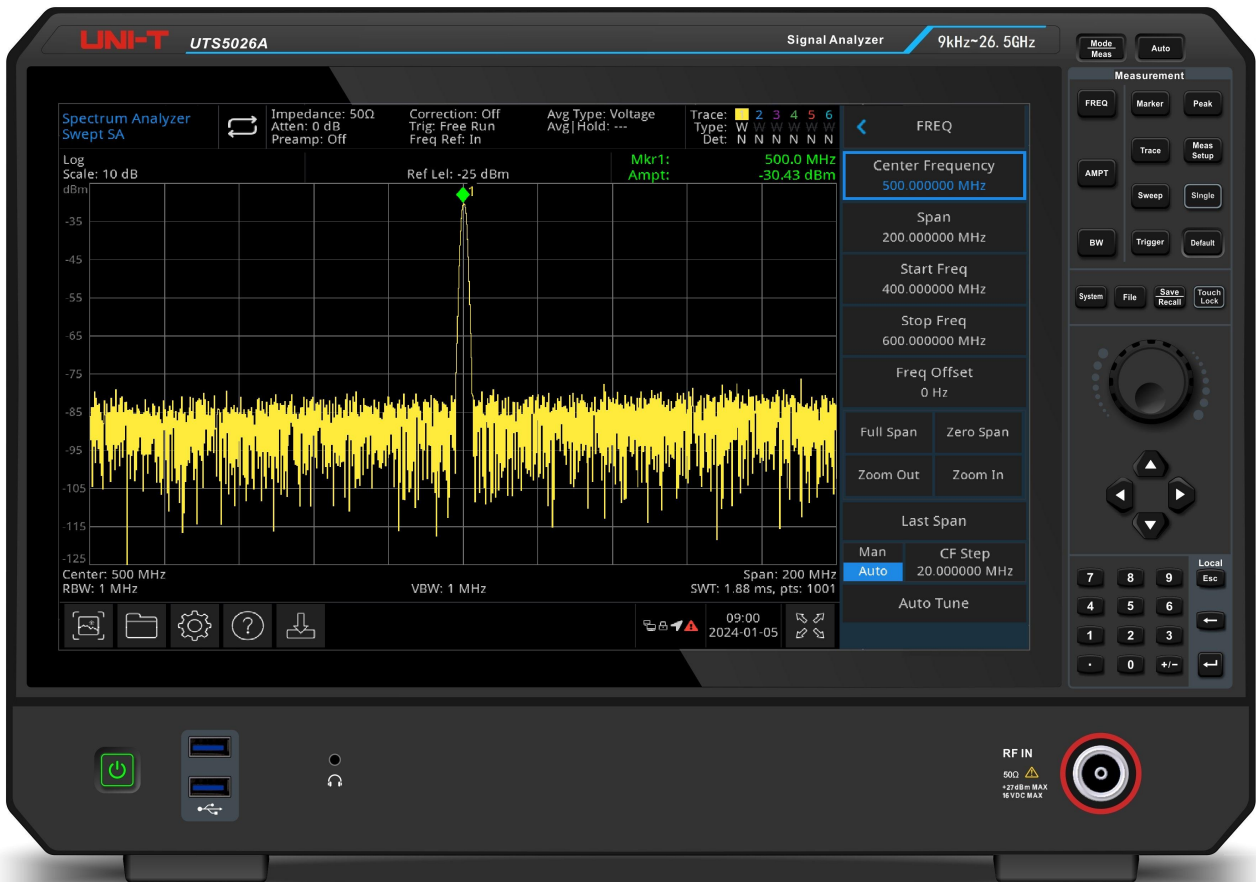 UNI-T UTS5026A Signal Analyzer 9kHz~26.5GHz
Mode
Meas
Auto
Measurement
FREQ Marker Peak
Trace Meas Setup
AMPT
Sweep Single
BW Trigger Default
System File Save Recall Touch Lock
Spectrum Analyzer
Swept SA
Impedance: 50Ω
Atten: 0 dB
Preamp: Off
Correction: Off
Trig: Free Run
Freq Ref: In
Avg Type: Voltage
Avg|Hold: ---
Trace: 2 3 4 5 6
Type: W W W W W W
Det: N N N N N N
Log
Scale: 10 dB
Ref Lel: -25 dBm
Mkr1: 500.0 MHz
Ampt: -30.43 dBm
dBm
1
-35
-45
-55
-65
-75
-85
-95
-105
-115
-125
Center: 500 MHz
RBW: 1 MHz
VBW: 1 MHz
Span: 200 MHz
SWT: 1.88 ms, pts: 1001
?
09:00
2024-01-05
FREQ
Center Frequency
500.000000 MHz
Span
200.000000 MHz
Start Freq
400.000000 MHz
Stop Freq
600.000000 MHz
Freq Offset
0 Hz
Full Span Zero Span
Zoom Out Zoom In
Last Span
Man
Auto
CF Step
20.000000 MHz
Auto Tune
Local
7 8 9 Esc
4 5 6
1 2 3
. 0 +/-
RF IN
50Ω
+27dBm MAX
16 VDC MAX